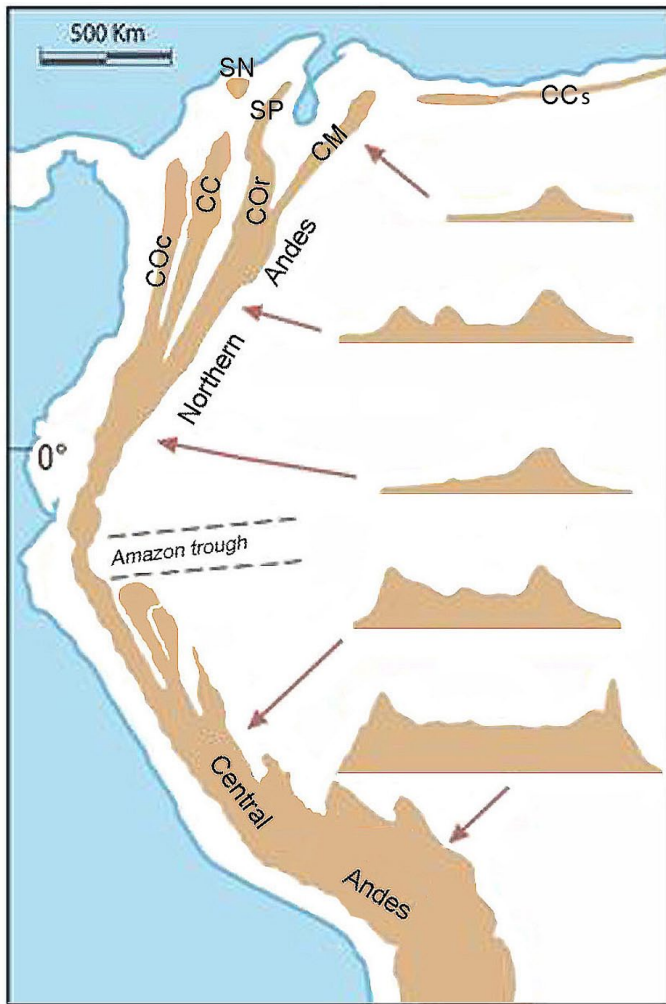 500 Km
SN
SP
CCs
CM
CC
COr
COc
Andes
Northern
0°
Amazon trough
Central
Andes